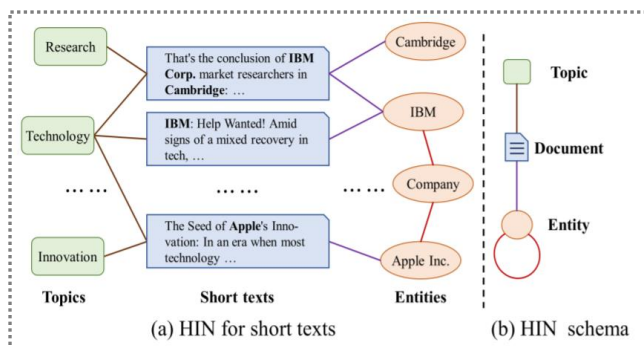 Research
Technology
... ...
Innovation
Topics
That's the conclusion of IBM
Corp. market researchers in
Cambridge: ...
IBM: Help Wanted! Amid
signs of a mixed recovery in
tech, ...
... ...
The Seed of Apple's Inno-
vation: In an era when most
technology ...
Short texts
Cambridge
IBM
... ...
Company
Apple Inc.
Entities
(a) HIN for short texts
Topic
Document
Entity
(b) HIN schema